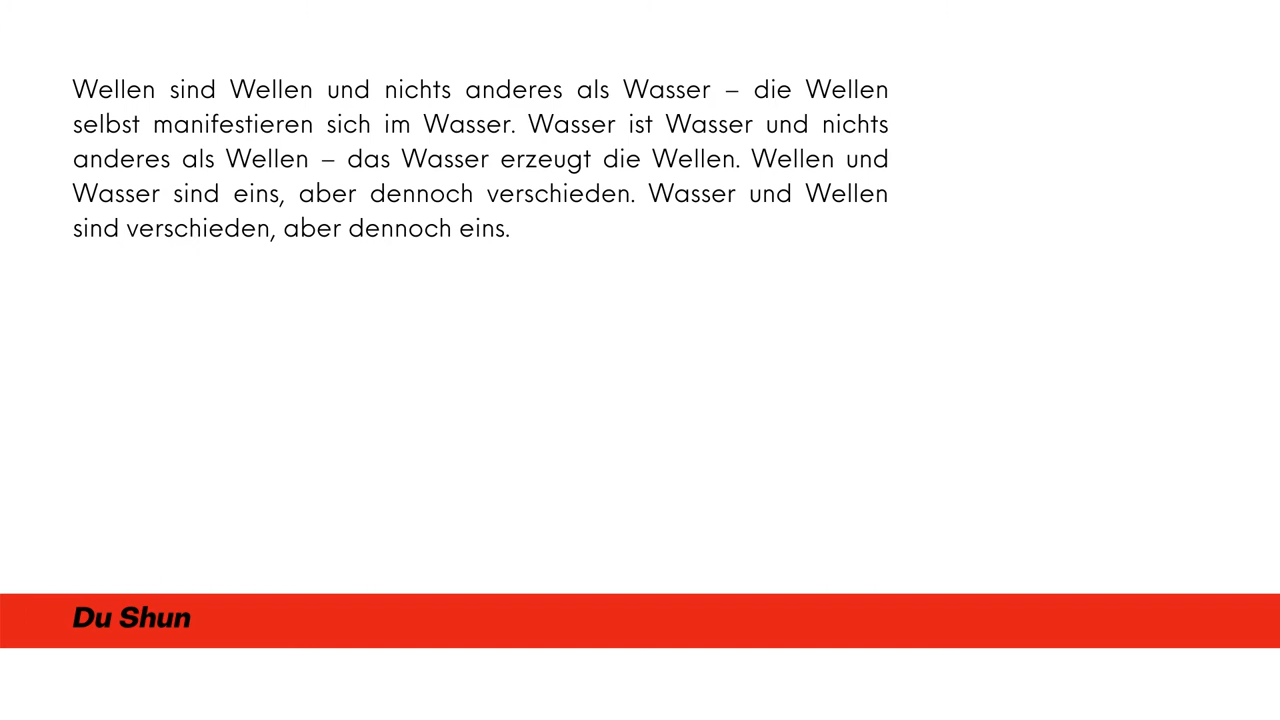 Wellen sind Wellen und nichts anderes als Wasser – die Wellen
selbst manifestieren sich im Wasser. Wasser ist Wasser und nichts
anderes als Wellen – das Wasser erzeugt die Wellen. Wellen und
Wasser sind eins, aber dennoch verschieden. Wasser und Wellen
sind verschieden, aber dennoch eins.
Du Shun